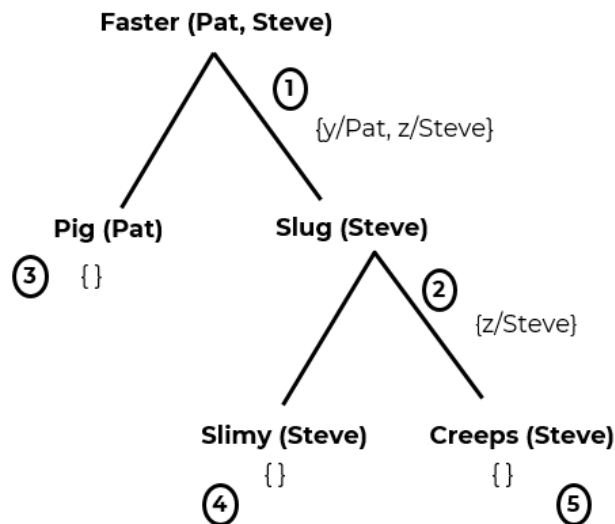 Faster (Pat, Steve)
1
{y/Pat, z/Steve}
Pig (Pat)
Slug (Steve)
3
{ }
2
{z/Steve}
Slimy (Steve)
Creeps (Steve)
{ }
{ }
4
5